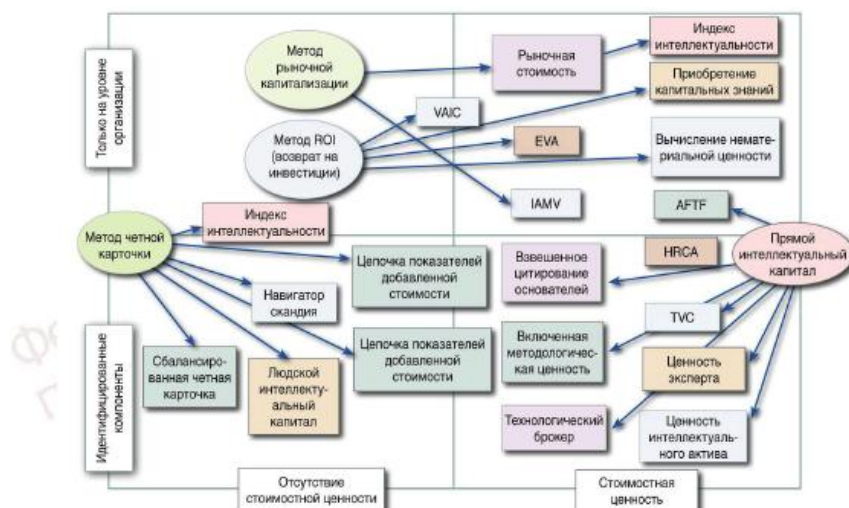 Метод
рыночной
капитализации
Рыночная
стоимость
Индекс
интеллектуальности
Приобретение
капитальных знаний
Только на уровне
организации
VAIC
Метод ROI
(возврат на
инвестиции)
EVA
Вычисление немате-
риальной ценности
IAMV
AFTF
Индекс
интеллектуальности
Метод четной
карточки
Цепочка показателей
добавленной
стоимости
Взвешенное
цитирование
основателей
HRCA
Прямой
интеллектуальный
капитал
Навигатор
скандия
TVC
Сбалансиро-
ванная четная
карточка
Людской
интеллекту-
альный
капитал
Цепочка показателей
добавленной
стоимости
Включенная
методологичес-
кая ценность
Ценность
эксперта
Идентифицированные
компоненты
Технологический
брокер
Ценность
интеллектуаль-
ного актива
Отсутствие
стоимостной ценности
Стоимостная
ценность